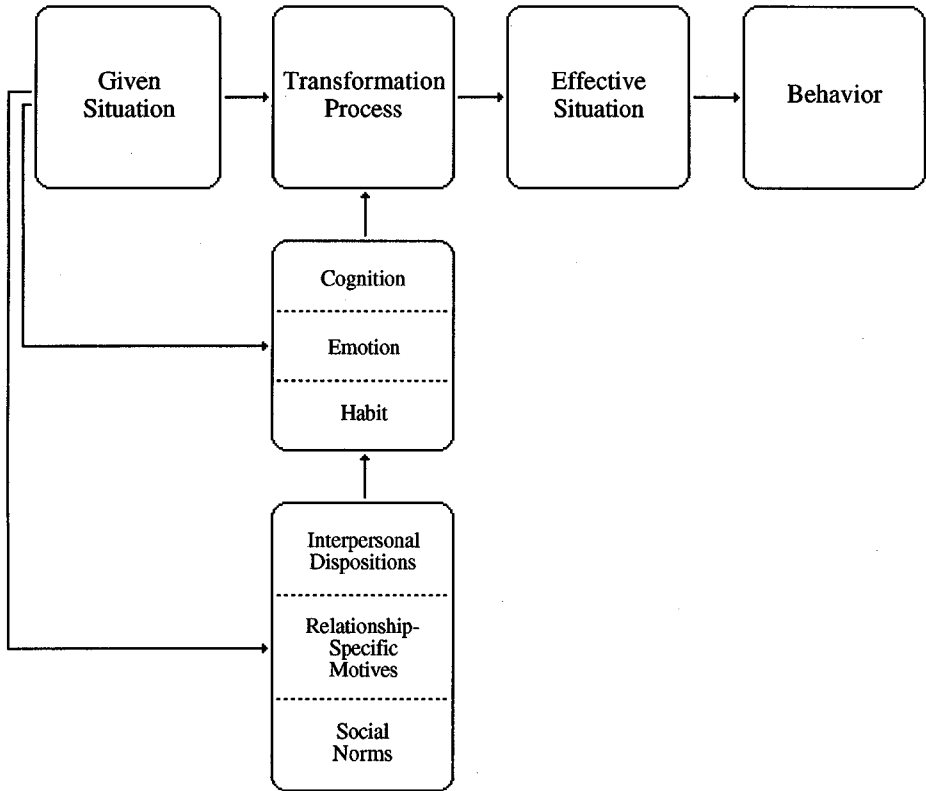 Given
Situation
Transformation
Process
Effective
Situation
Behavior
Cognition
Emotion
Habit
Interpersonal
Dispositions
Relationship-
Specific
Motives
Social
Norms